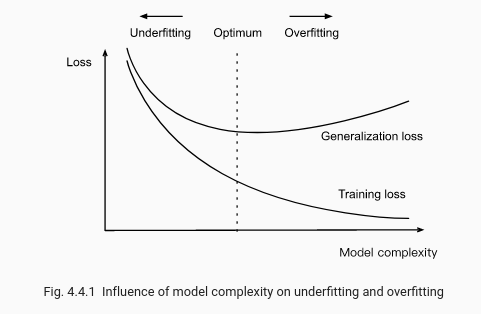 Underfitting Optimum Overfitting
Loss
Generalization loss
Training loss
Model complexity
Fig. 4.4.1 Influence of model complexity on underfitting and overfitting